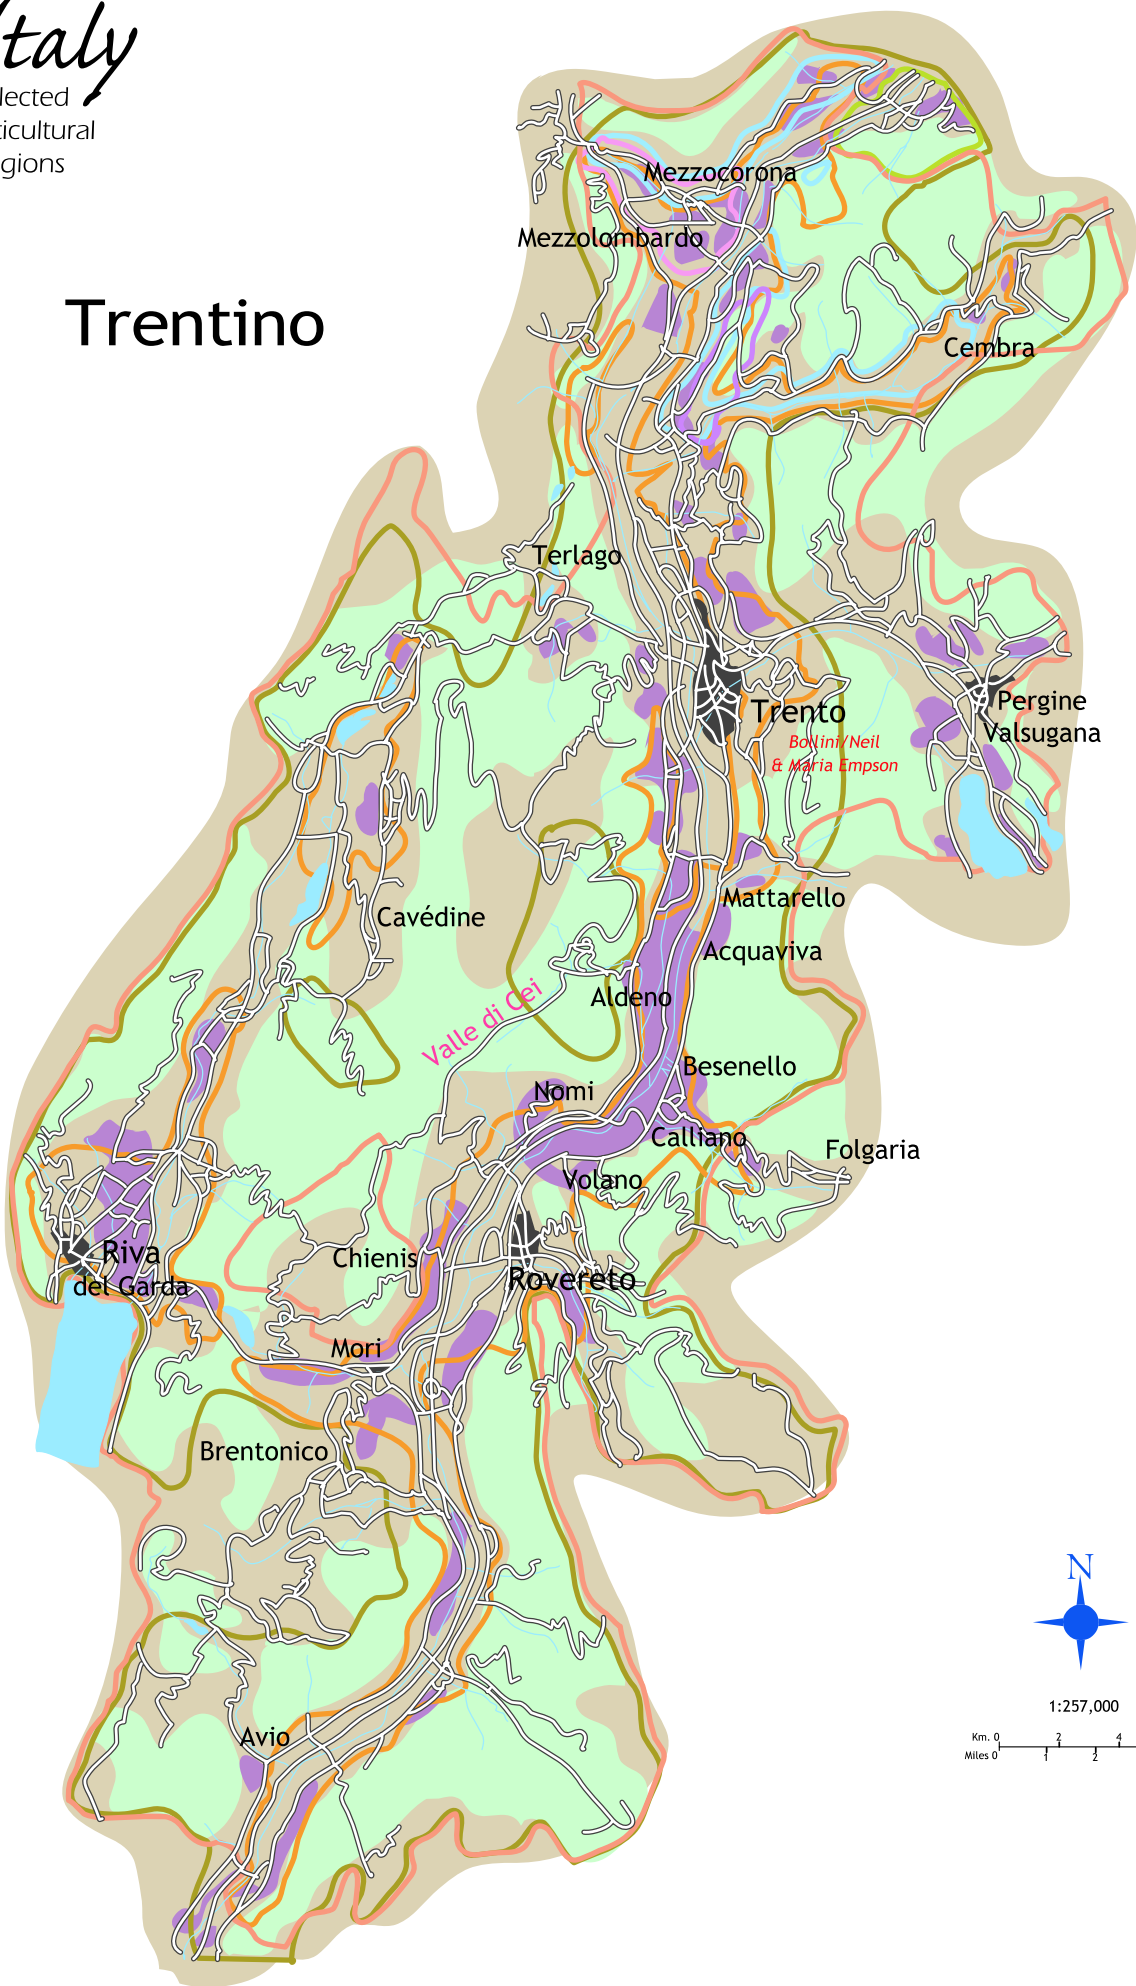 Italy
lected
ticultural
gions
Trentino
Mezzocorona
Mezzolombardo
Cembra
Terlago
Trento
Bollini/Neil
& Maria Empson
Pergine
Valsugana
Cavédine
Mattarello
Acquaviva
Aldeno
Valle di Cei
Besenello
Nomi
Calliano
Folgaria
Volano
Riva
del Garda
Chienis
Rovereto
Mori
Brentonico
N
1:257,000
Km. 0 2 4
Miles 0 1 2
Avio